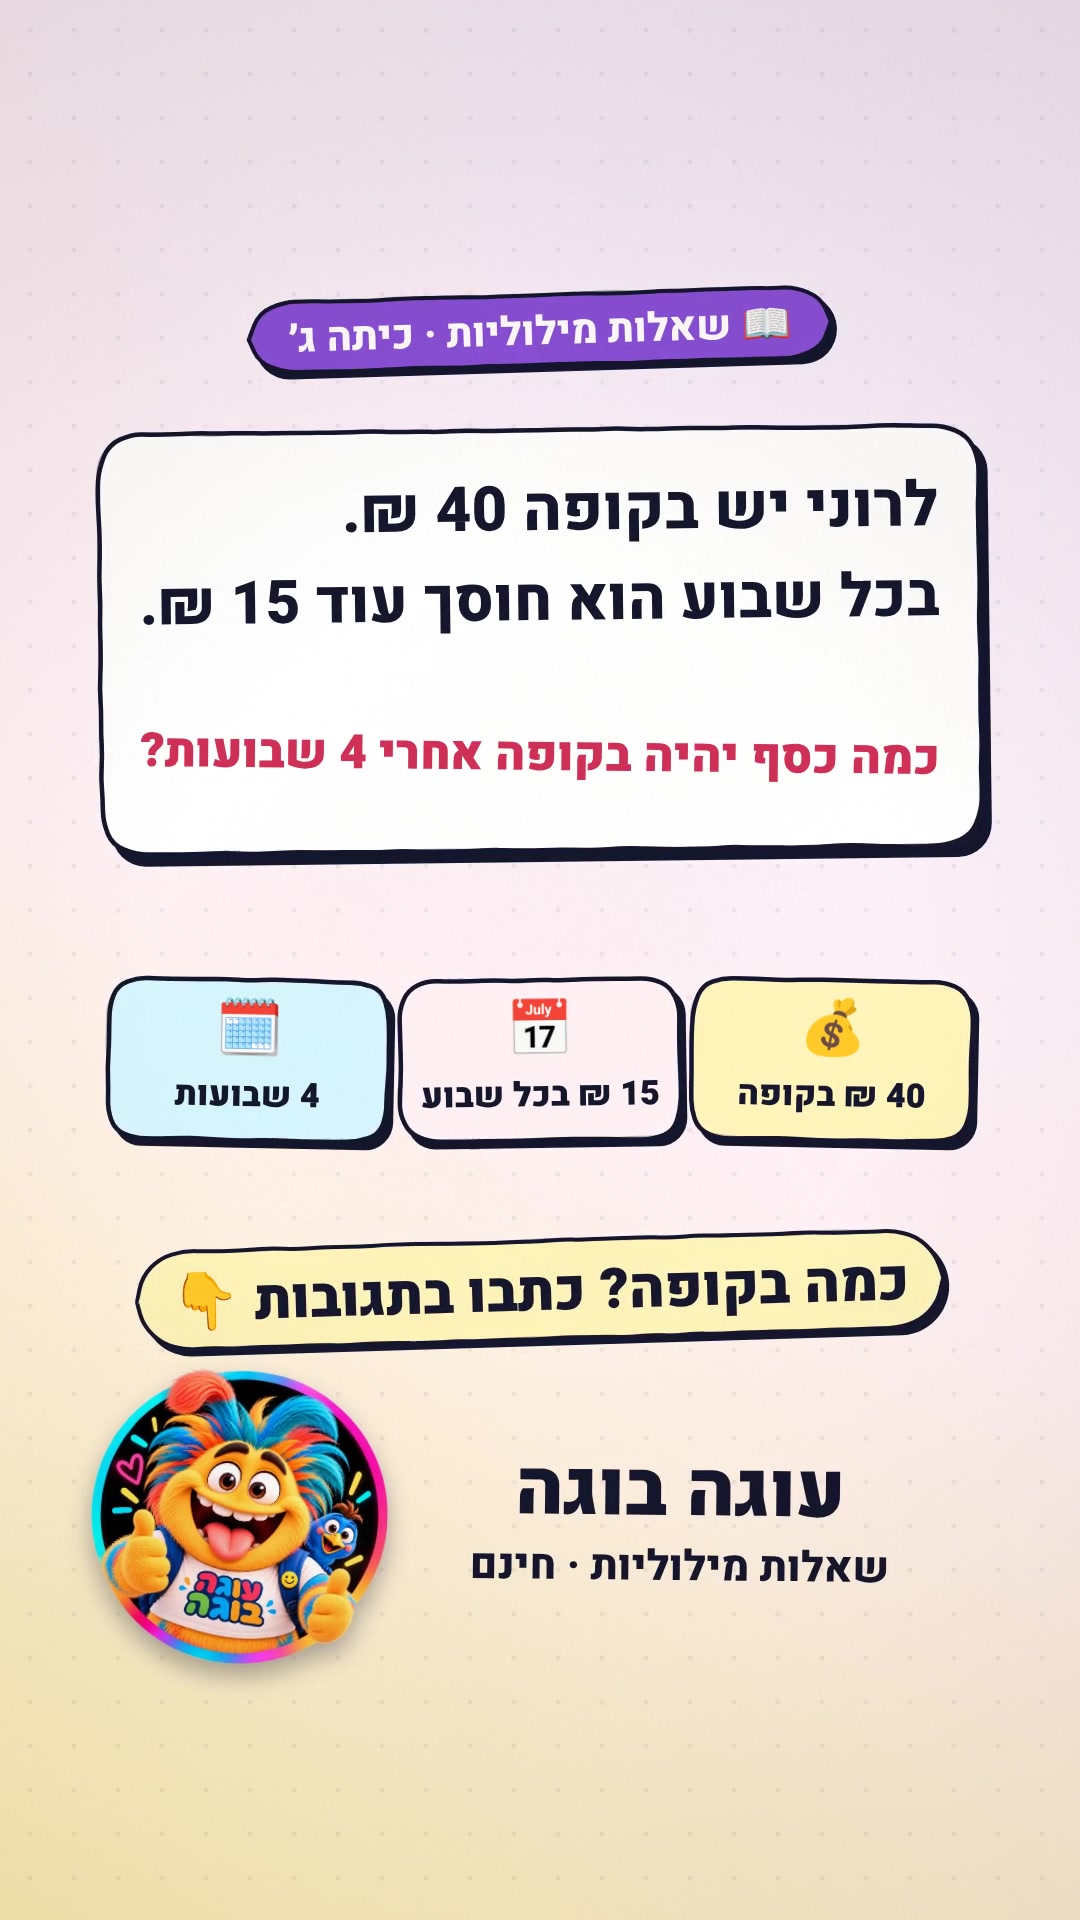 📖 שאלות מילוליות · כיתה ג׳
לרוני יש בקופה 40 ₪.
בכל שבוע הוא חוסך עוד 15 ₪.
כמה כסף יהיה בקופה אחרי 4 שבועות?
July
17
40 ₪ בקופה
15 ₪ בכל שבוע
4 שבועות
כמה בקופה? כתבו בתגובות 👇
עוגה בוגה
שאלות מילוליות · חינם
עוגה
בוגה